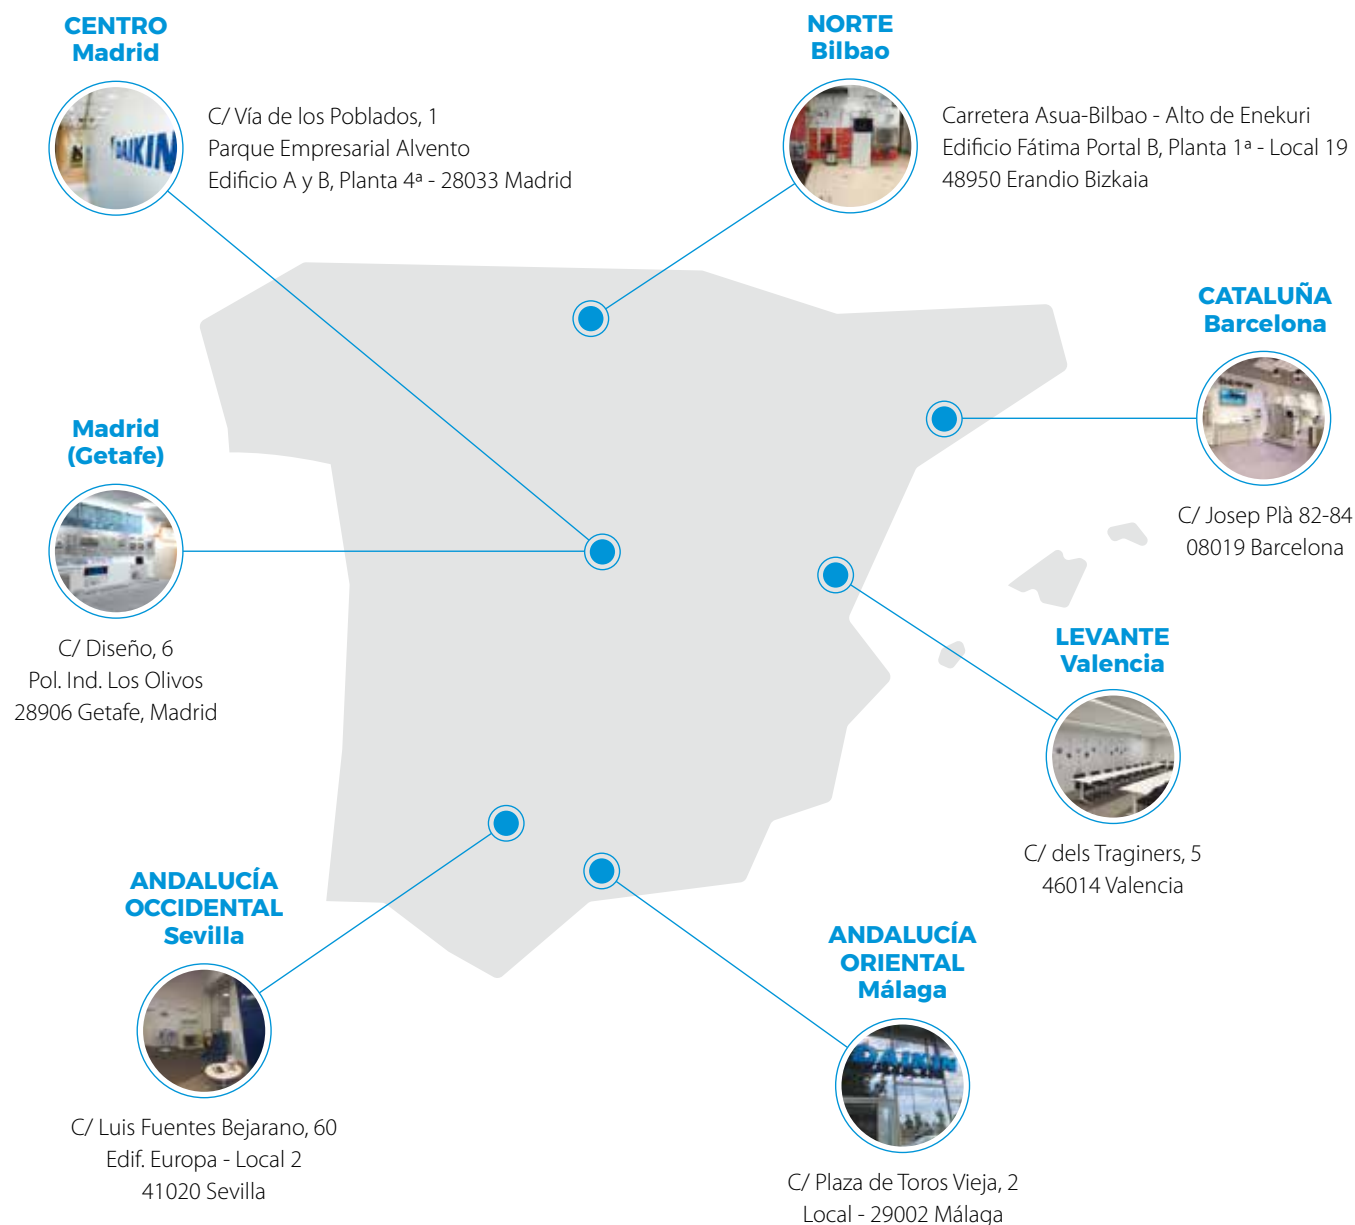 CENTRO
Madrid
DAIKIN
C/ Vía de los Poblados, 1
Parque Empresarial Alvento
Edificio A y B, Planta 4ª - 28033 Madrid
NORTE
Bilbao
Carretera Asua-Bilbao - Alto de Enekuri
Edificio Fátima Portal B, Planta 1ª - Local 19
48950 Erandio Bizkaia
CATALUÑA
Barcelona
C/ Josep Plà 82-84
08019 Barcelona
Madrid
(Getafe)
C/ Diseño, 6
Pol. Ind. Los Olivos
28906 Getafe, Madrid
LEVANTE
Valencia
C/ dels Traginers, 5
46014 Valencia
ANDALUCÍA
OCCIDENTAL
Sevilla
C/ Luis Fuentes Bejarano, 60
Edif. Europa - Local 2
41020 Sevilla
ANDALUCÍA
ORIENTAL
Málaga
DAIKIN
C/ Plaza de Toros Vieja, 2
Local - 29002 Málaga